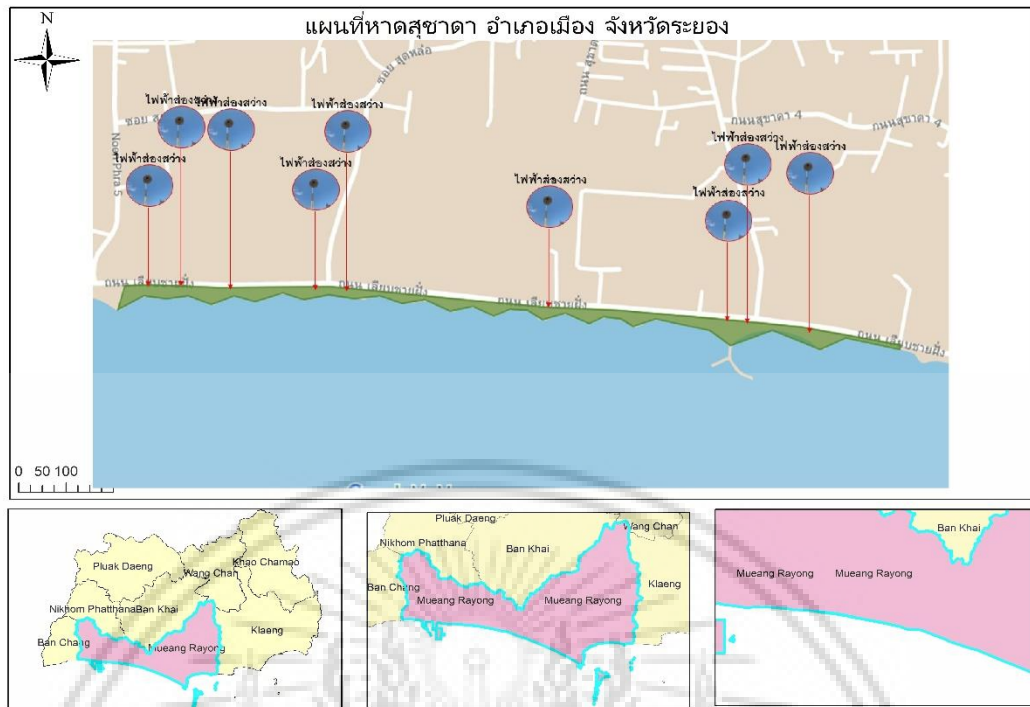 แผนที่หาดสุชาดา อำเภอเมือง จังหวัดระยอง
N
ซอย สุดหล่อ
ไฟฟ้าส่องสว่าง
ไฟฟ้าส่องสว่าง
ไฟฟ้าส่องสว่าง
ไฟฟ้าส่องสว่าง
ไฟฟ้าส่องสว่าง
ไฟฟ้าส่องสว่าง
ไฟฟ้าส่องสว่าง
ไฟฟ้าส่องสว่าง
ไฟฟ้าส่องสว่าง
ถนนสุชาดา 4
ถนนสุชาดา 4
Noen Phra 5
ถนน เลียบชายฝั่ง
ถนน เลียบชายฝั่ง
ถนน เลียบชายฝั่ง
ถนน เลียบชายฝั่ง
0 50 100
Pluak Daeng
Wang Chan
Khao Chamao
Nikhom Phatthana
Ban Khai
Ban Chang
Mueang Rayong
Klaeng
Pluak Daeng
Wang Chan
Nikhom Phatthana
Ban Khai
Ban Chang
Klaeng
Mueang Rayong
Mueang Rayong
Ban Khai
Mueang Rayong
Mueang Rayong